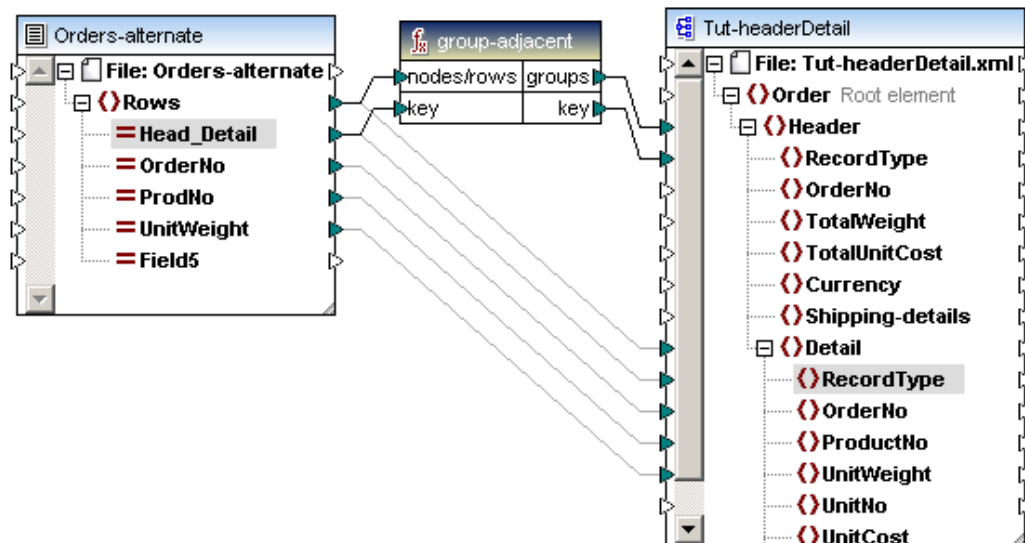 Orders-alternate
File: Orders-alternate
Rows
Head_Detail
OrderNo
ProdNo
UnitWeight
Field5
fx group-adjacent
nodes/rows groups
key key
Tut-headerDetail
File: Tut-headerDetail.xml
Order Root element
Header
RecordType
OrderNo
TotalWeight
TotalUnitCost
Currency
Shipping-details
Detail
RecordType
OrderNo
ProductNo
UnitWeight
UnitNo
UnitCost